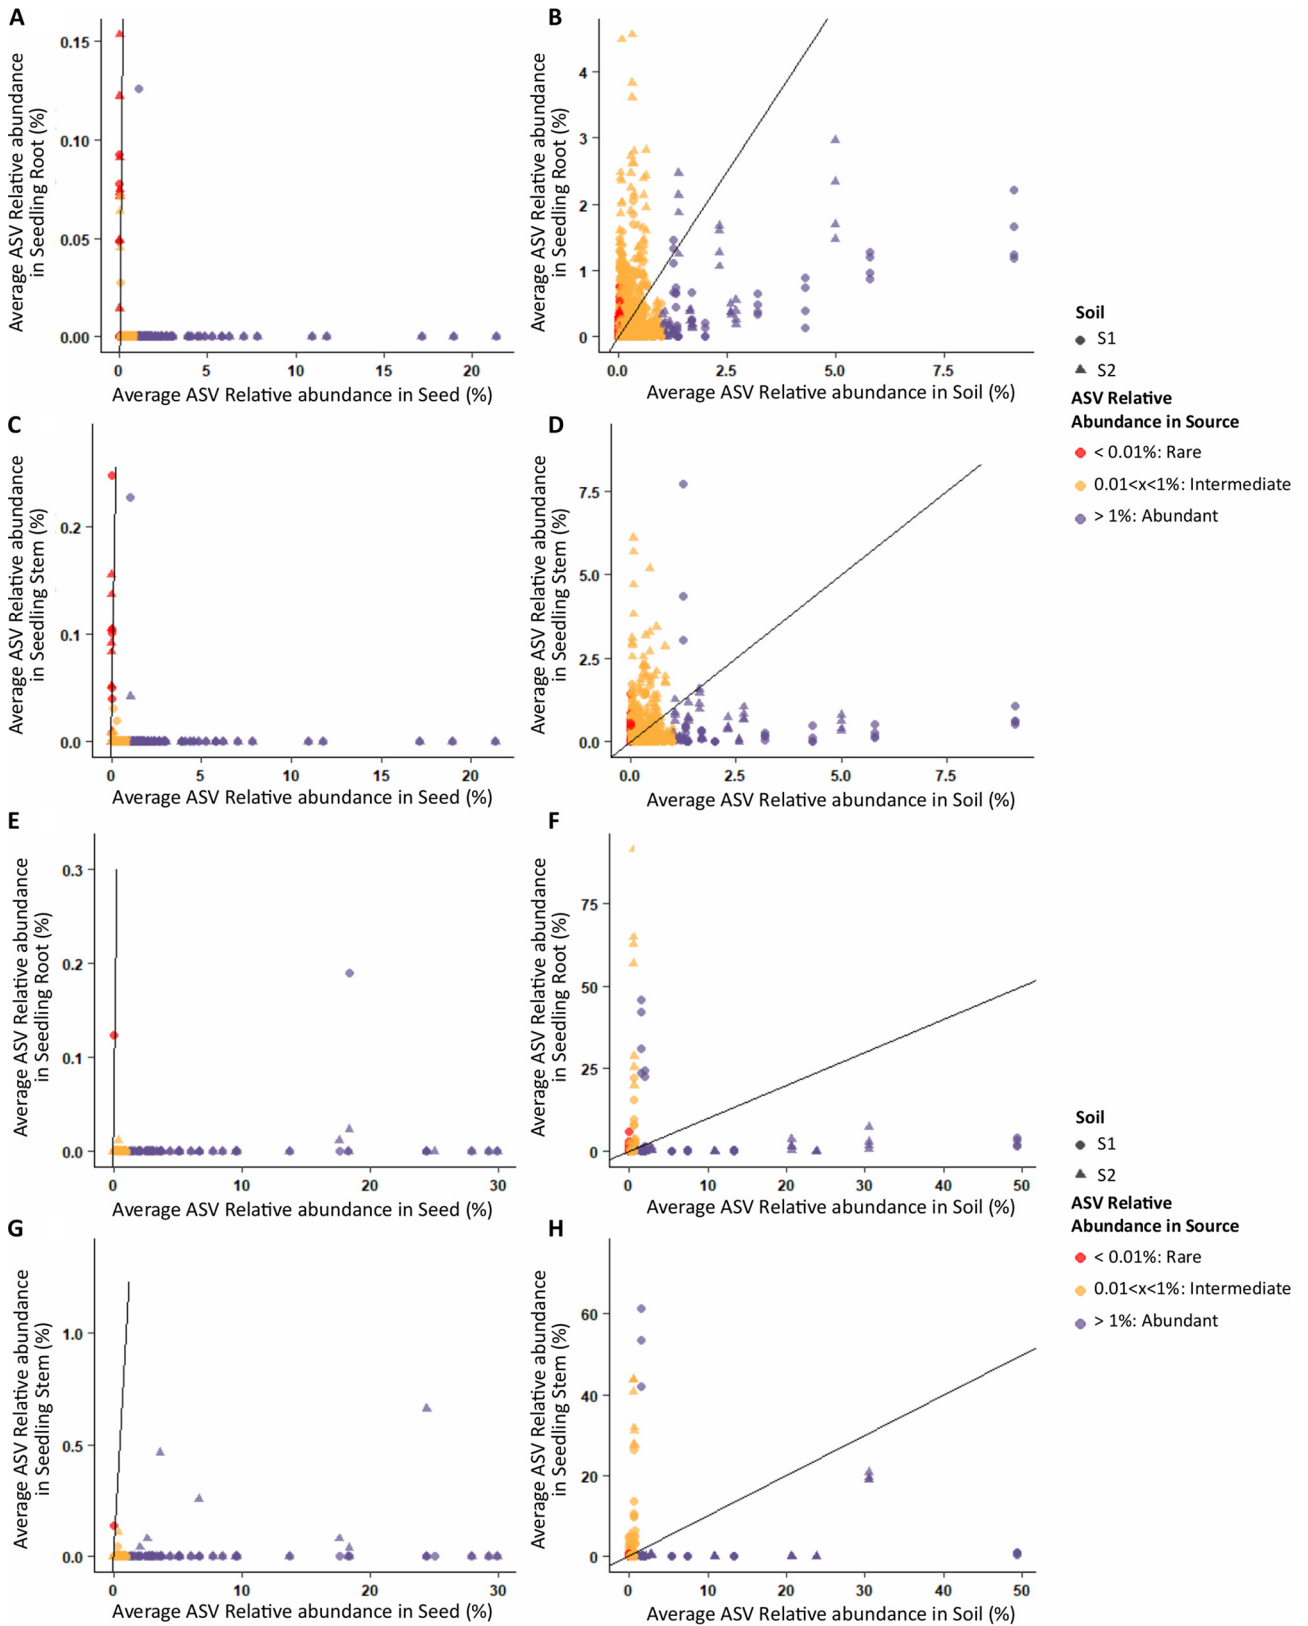 A
Average ASV Relative abundance
in Seedling Root (%)
0.15
0.10
0.05
0.00
0 5 10 15 20
Average ASV Relative abundance in Seed (%)
B
Average ASV Relative abundance
in Seedling Root (%)
4
3
2
1
0
0.0 2.5 5.0 7.5
Average ASV Relative abundance in Soil (%)
C
Average ASV Relative abundance
in Seedling Stem (%)
0.2
0.1
0.0
0 5 10 15 20
Average ASV Relative abundance in Seed (%)
D
Average ASV Relative abundance
in Seedling Stem (%)
7.5
5.0
2.5
0.0
0.0 2.5 5.0 7.5
Average ASV Relative abundance in Soil (%)
Soil
S1
S2
ASV Relative
Abundance in Source
< 0.01%: Rare
0.01<x<1%: Intermediate
> 1%: Abundant
E
Average ASV Relative abundance
in Seedling Root (%)
0.3
0.2
0.1
0.0
0 10 20 30
Average ASV Relative abundance in Seed (%)
F
Average ASV Relative abundance
in Seedling Root (%)
75
50
25
0
0 10 20 30 40 50
Average ASV Relative abundance in Soil (%)
G
Average ASV Relative abundance
in Seedling Stem (%)
1.0
0.5
0.0
0 10 20 30
Average ASV Relative abundance in Seed (%)
H
Average ASV Relative abundance
in Seedling Stem (%)
60
40
20
0
0 10 20 30 40 50
Average ASV Relative abundance in Soil (%)
Soil
S1
S2
ASV Relative
Abundance in Source
< 0.01%: Rare
0.01<x<1%: Intermediate
> 1%: Abundant